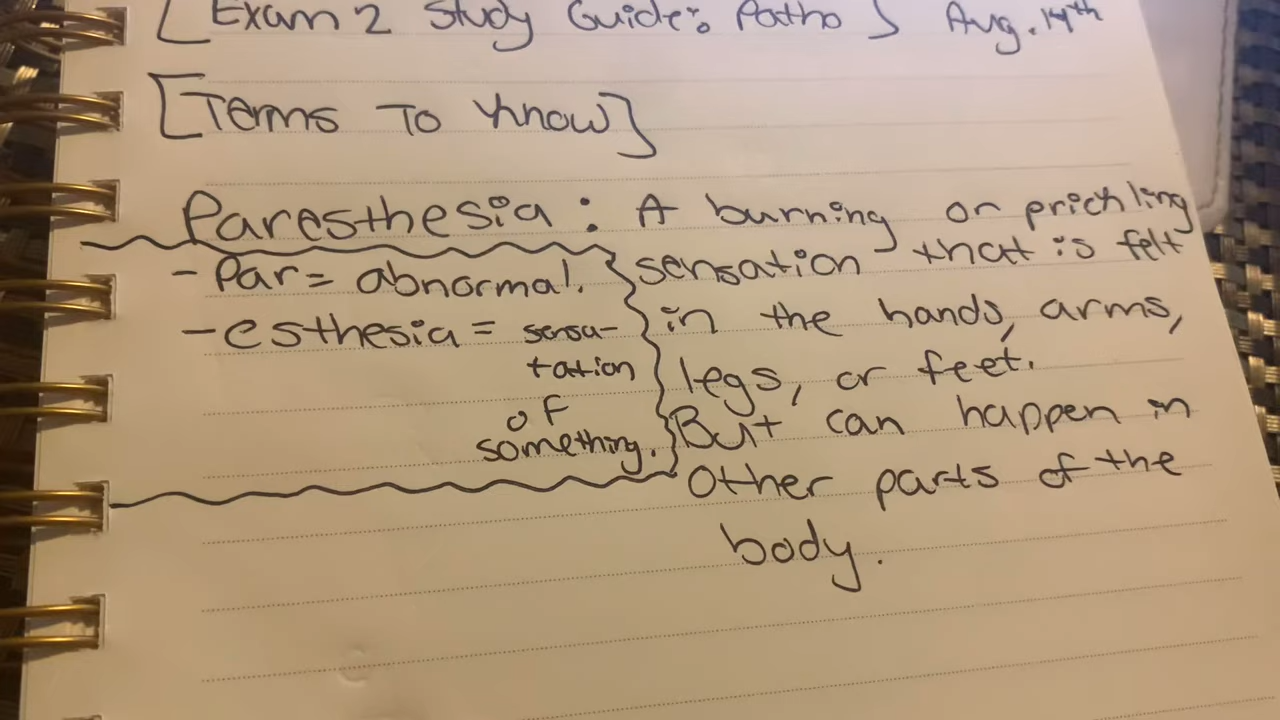 [Exam 2 Study Guide: Patho] Aug. 14th
[Terms To Know]
Paresthesia: A burning or prickling
sensation that is felt
in the hands, arms,
legs, or feet.
But can happen in
other parts of the
body.
- Par = abnormal.
- esthesia = sensa-
tation
of
something.